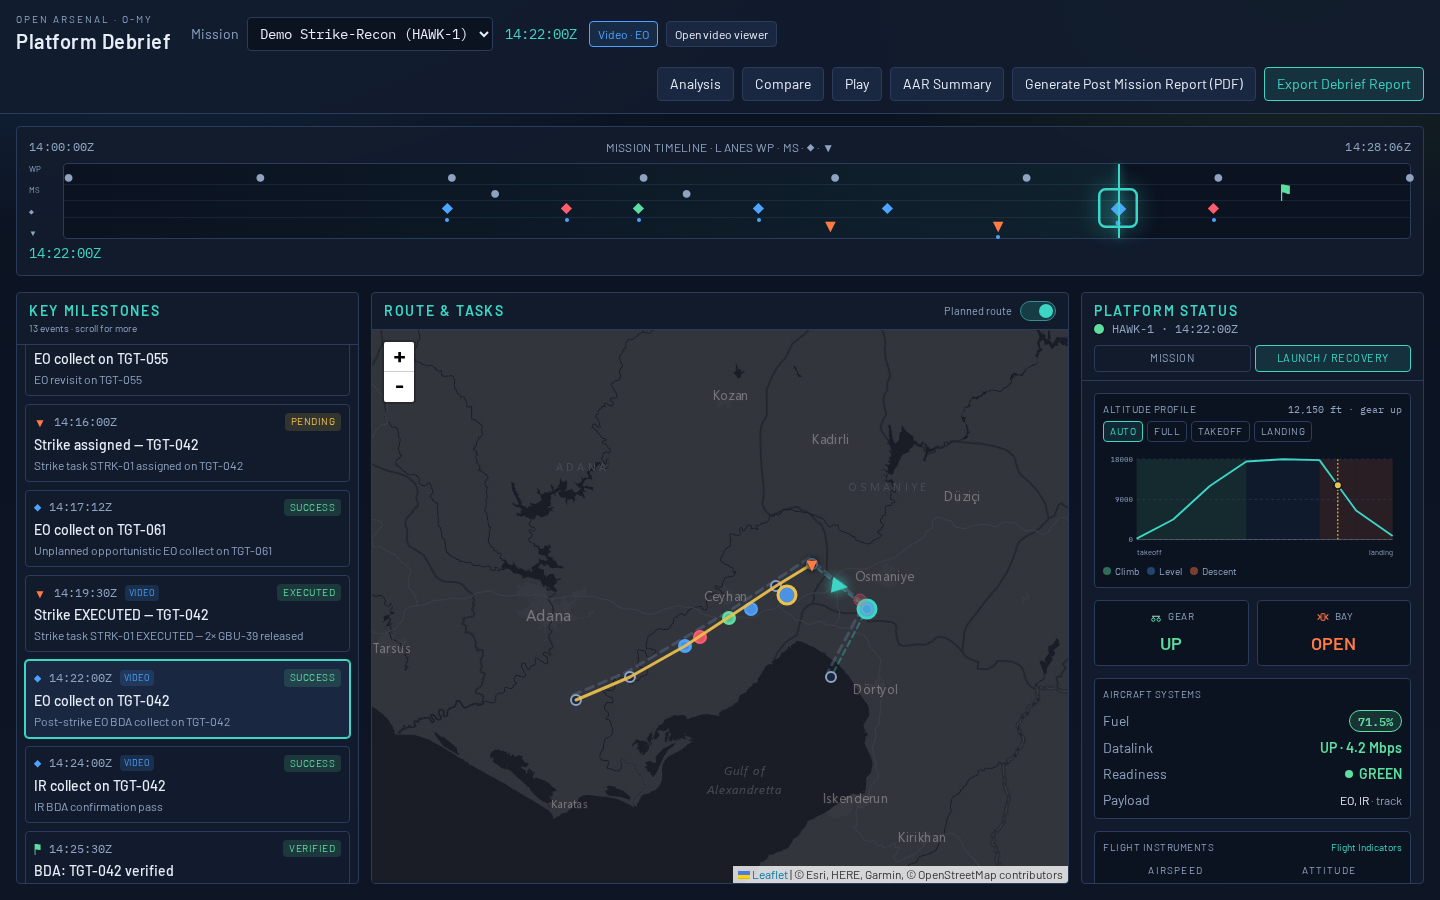 OPEN ARSENAL · O-MY
Platform Debrief
Mission
Demo Strike-Recon (HAWK-1)
14:22:00Z
Video · EO
Open video viewer
Analysis
Compare
Play
AAR Summary
Generate Post Mission Report (PDF)
Export Debrief Report
14:00:00Z
MISSION TIMELINE · LANES WP · MS · ◆ · ▼
14:28:06Z
WP
MS
◆
▼
14:22:00Z
KEY MILESTONES
13 events · scroll for more
EO collect on TGT-055
EO revisit on TGT-055
▼ 14:16:00Z PENDING
Strike assigned — TGT-042
Strike task STRK-01 assigned on TGT-042
◆ 14:17:12Z SUCCESS
EO collect on TGT-061
Unplanned opportunistic EO collect on TGT-061
▼ 14:19:30Z VIDEO EXECUTED
Strike EXECUTED — TGT-042
Strike task STRK-01 EXECUTED — 2× GBU-39 released
◆ 14:22:00Z VIDEO SUCCESS
EO collect on TGT-042
Post-strike EO BDA collect on TGT-042
◆ 14:24:00Z VIDEO SUCCESS
IR collect on TGT-042
IR BDA confirmation pass
14:25:30Z VERIFIED
BDA: TGT-042 verified
ROUTE & TASKS
Planned route
+
-
Kozan
Kadirli
ADANA
OSMANIYE
Düziçi
Osmaniye
Ceyhan
Adana
Tarsus
Dörtyol
Gulf of
Alexandretta
Karatas
Iskenderun
Kirikhan
Leaflet | © Esri, HERE, Garmin, © OpenStreetMap contributors
PLATFORM STATUS
HAWK-1 · 14:22:00Z
MISSION
LAUNCH / RECOVERY
ALTITUDE PROFILE
12,150 ft · gear up
AUTO
FULL
TAKEOFF
LANDING
18000
9000
0
takeoff
landing
Climb
Level
Descent
GEAR
UP
BAY
OPEN
AIRCRAFT SYSTEMS
Fuel 71.5%
Datalink UP · 4.2 Mbps
Readiness GREEN
Payload EO, IR · track
FLIGHT INSTRUMENTS
Flight Indicators
AIRSPEED
ATTITUDE